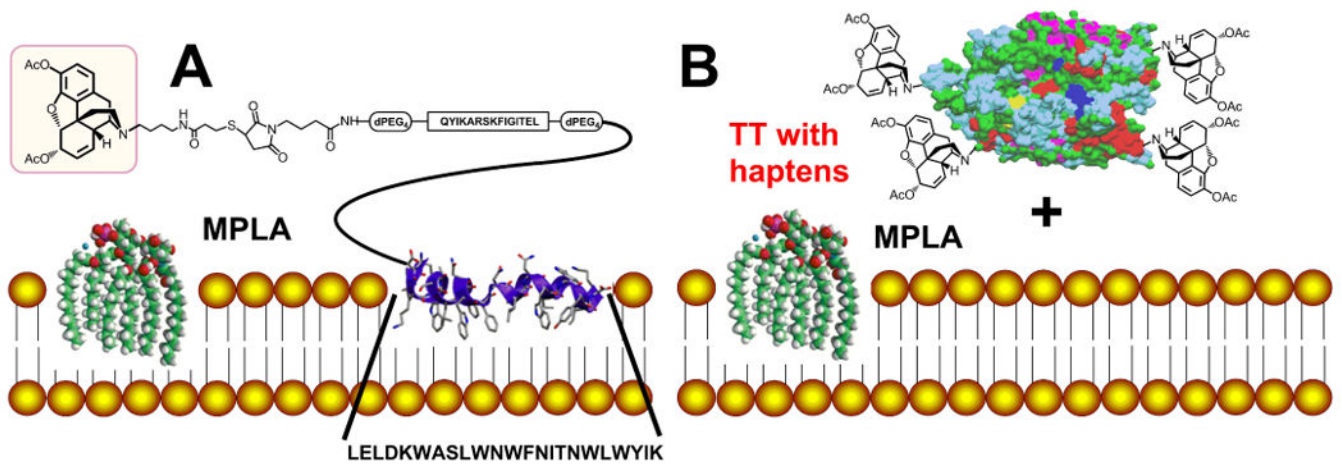 A
AcO
O
AcO
H
N
H
N
O
S
O
N
O
O
NH
dPEG₄
QYIKARSKFIGITEL
dPEG₄
MPLA
LELDKWASLWNWFNITNWLWYIK
B
TT with
haptens
AcO
O
AcO
H
N
AcO
O
AcO
H
N
N
H
OAc
O
OAc
N
H
OAc
O
OAc
+
MPLA